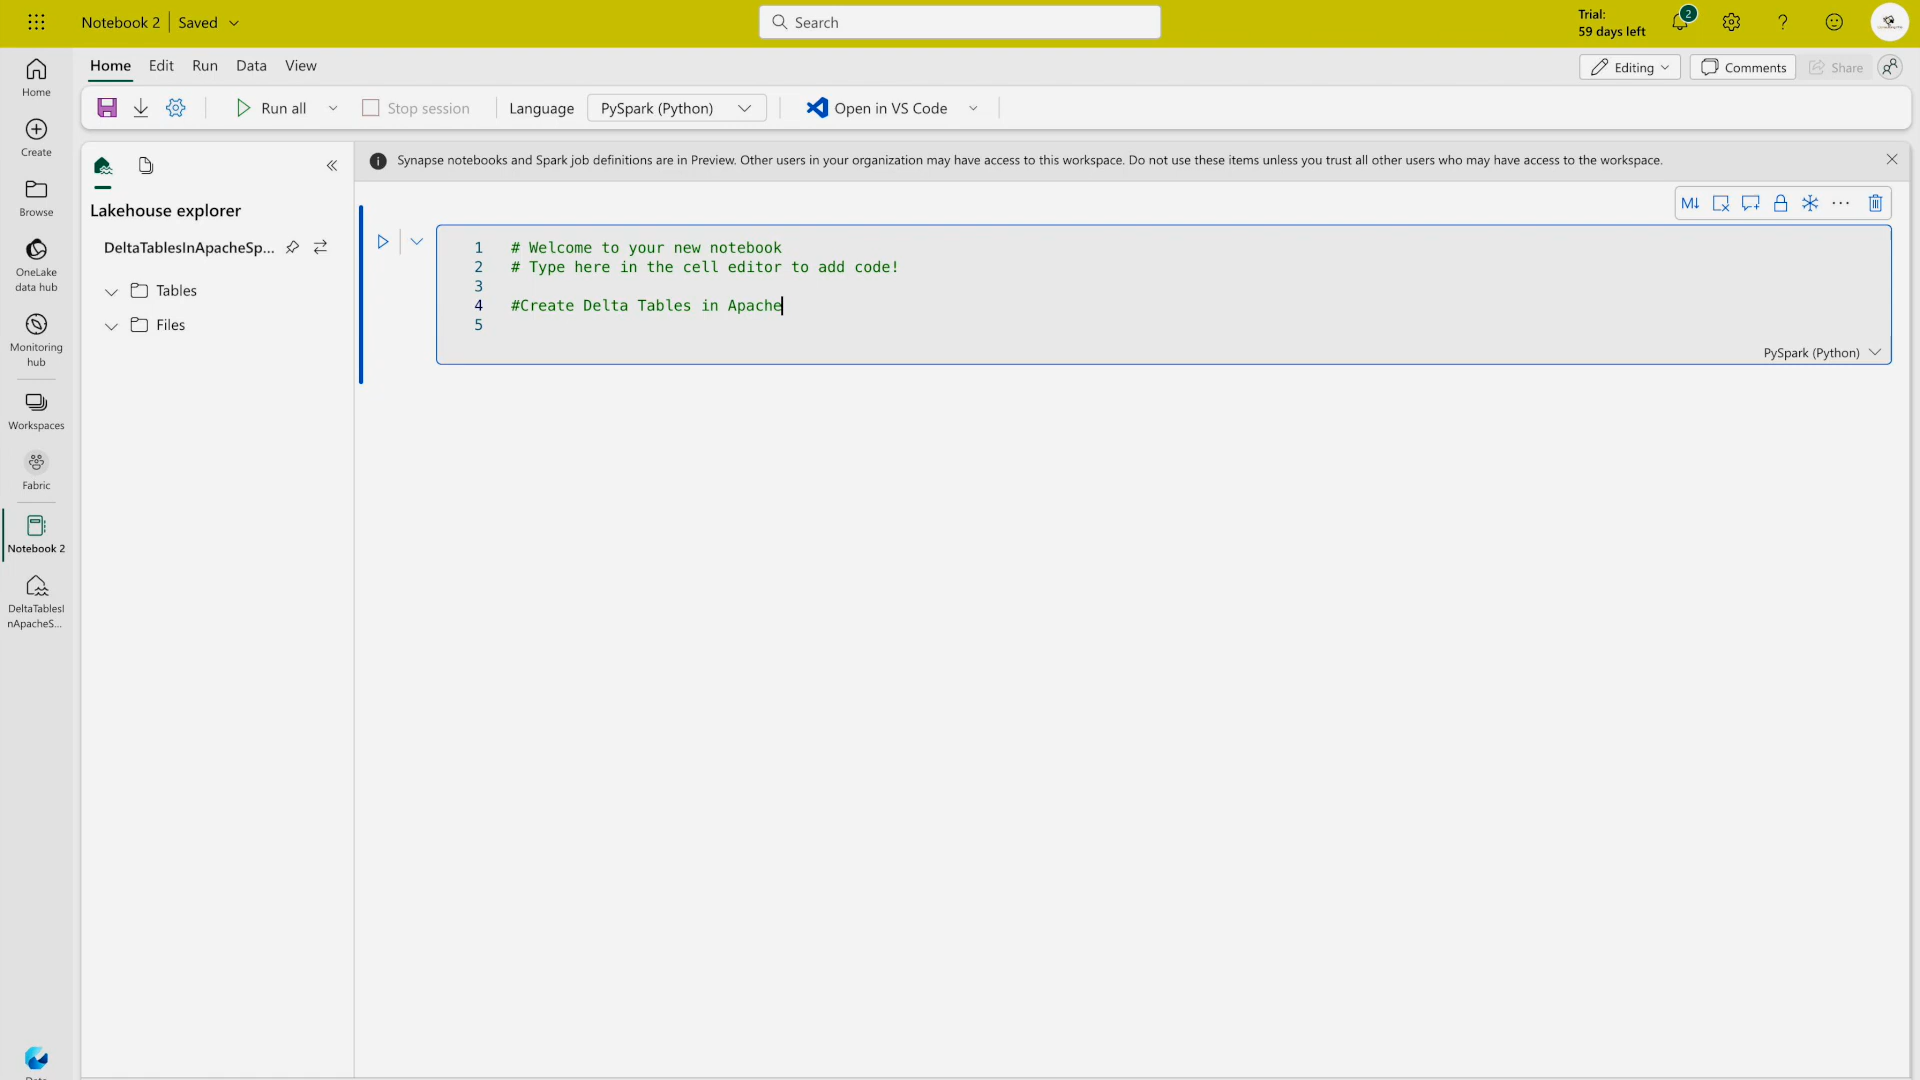 Notebook 2 | Saved
Search
Trial:
59 days left
2
?
Home
Create
Browse
OneLake
data hub
Monitoring
hub
Workspaces
Fabric
Notebook 2
DeltaTablesI
nApacheS...
Home Edit Run Data View
Editing
Comments
Share
Run all
Stop session
Language
PySpark (Python)
Open in VS Code
Lakehouse explorer
DeltaTablesInApacheSp...
Tables
Files
Synapse notebooks and Spark job definitions are in Preview. Other users in your organization may have access to this workspace. Do not use these items unless you trust all other users who may have access to the workspace.
M↓
1 # Welcome to your new notebook
2 # Type here in the cell editor to add code!
3
4 #Create Delta Tables in Apache
5
PySpark (Python)